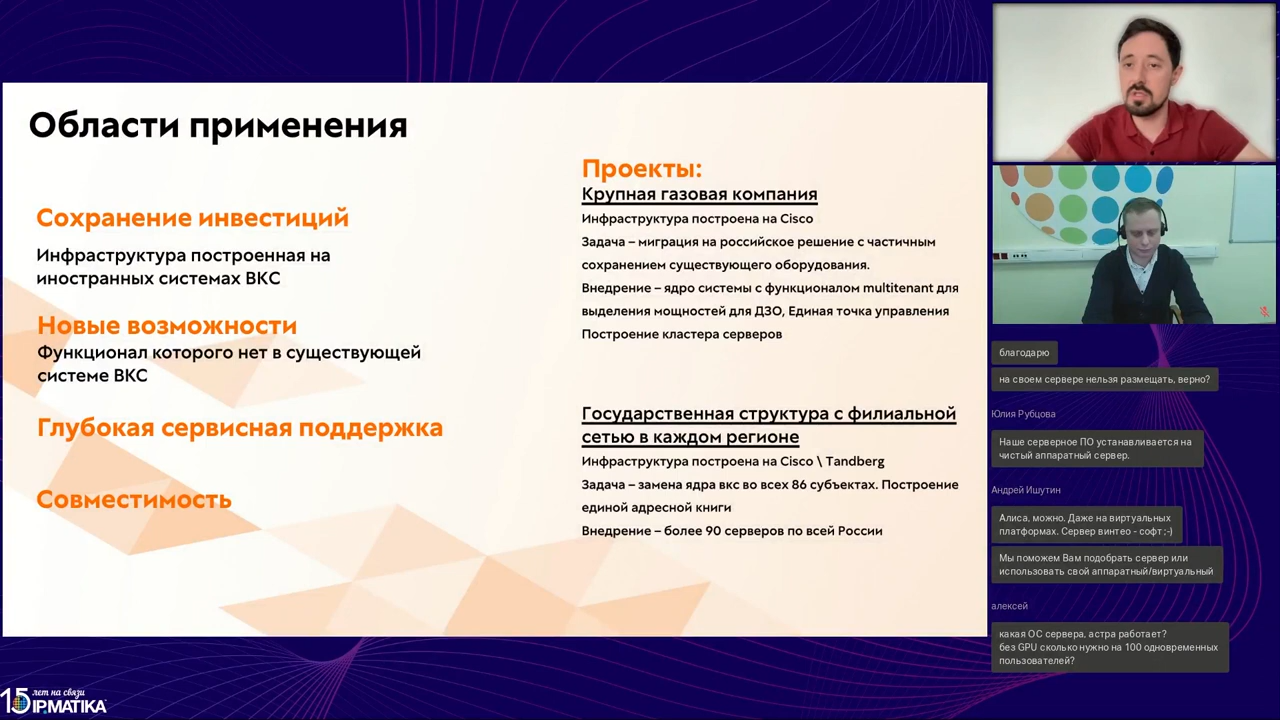 Области применения
Сохранение инвестиций
Инфраструктура построенная на
иностранных системах ВКС
Новые возможности
Функционал которого нет в существующей
системе ВКС
Глубокая сервисная поддержка
Совместимость
Проекты:
Крупная газовая компания
Инфраструктура построена на Cisco
Задача – миграция на российское решение с частичным
сохранением существующего оборудования.
Внедрение – ядро системы с функционалом multitenant для
выделения мощностей для ДЗО, Единая точка управления
Построение кластера серверов
Государственная структура с филиальной
сетью в каждом регионе
Инфраструктура построена на Cisco \ Tandberg
Задача – замена ядра вкс во всех 86 субъектах. Построение
единой адресной книги
Внедрение – более 90 серверов по всей России
благодарю
на своем сервере нельзя размещать, верно?
Юлия Рубцова
Наше серверное ПО устанавливается на
чистый аппаратный сервер.
Андрей Ишутин
Алиса, можно. Даже на виртуальных
платформах. Сервер винтео - софт ;-)
Мы поможем Вам подобрать сервер или
использовать свой аппаратный/виртуальный
алексей
какая ОС сервера, астра работает?
без GPU сколько нужно на 100 одновременных
пользователей?
15 лет на связи
IPMATIKA